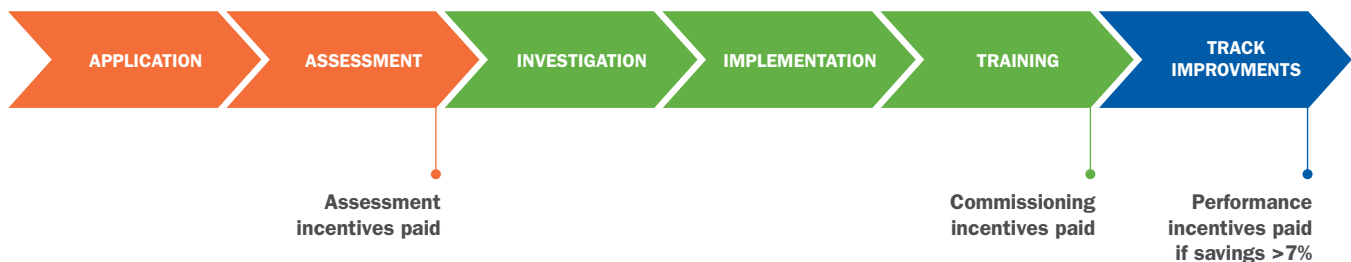 APPLICATION
ASSESSMENT
INVESTIGATION
IMPLEMENTATION
TRAINING
TRACK
IMPROVMENTS
Assessment
incentives paid
Commissioning
incentives paid
Performance
incentives paid
if savings >7%